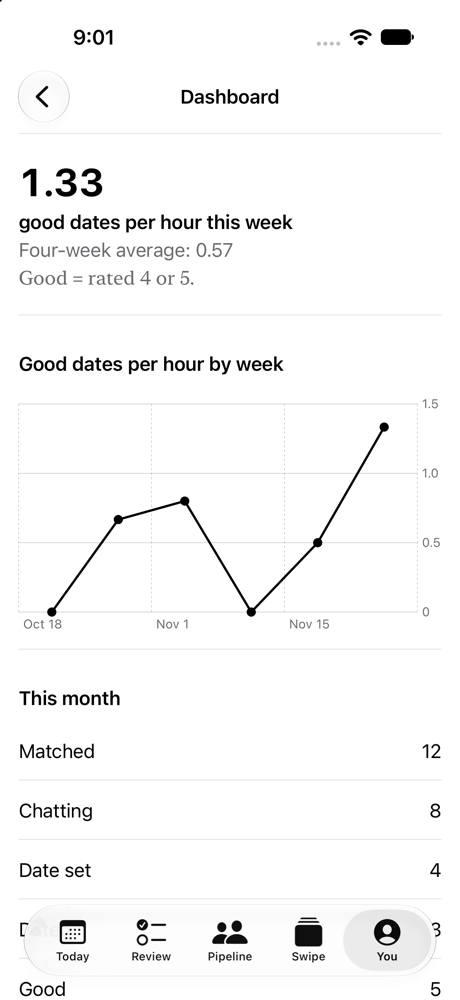 9:01
Dashboard
1.33
good dates per hour this week
Four-week average: 0.57
Good = rated 4 or 5.
Good dates per hour by week
1.5
1.0
0.5
0
Oct 18
Nov 1
Nov 15
This month
Matched
12
Chatting
8
Date set
4
3
Today
Review
Pipeline
Swipe
You
Good
5